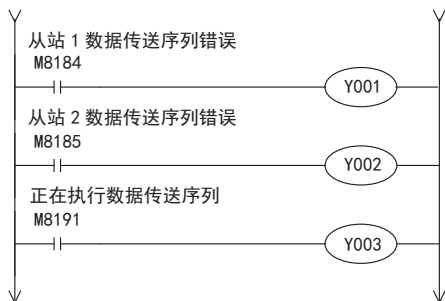 从站 1 数据传送序列错误
M8184
Y001
从站 2 数据传送序列错误
M8185
Y002
正在执行数据传送序列
M8191
Y003